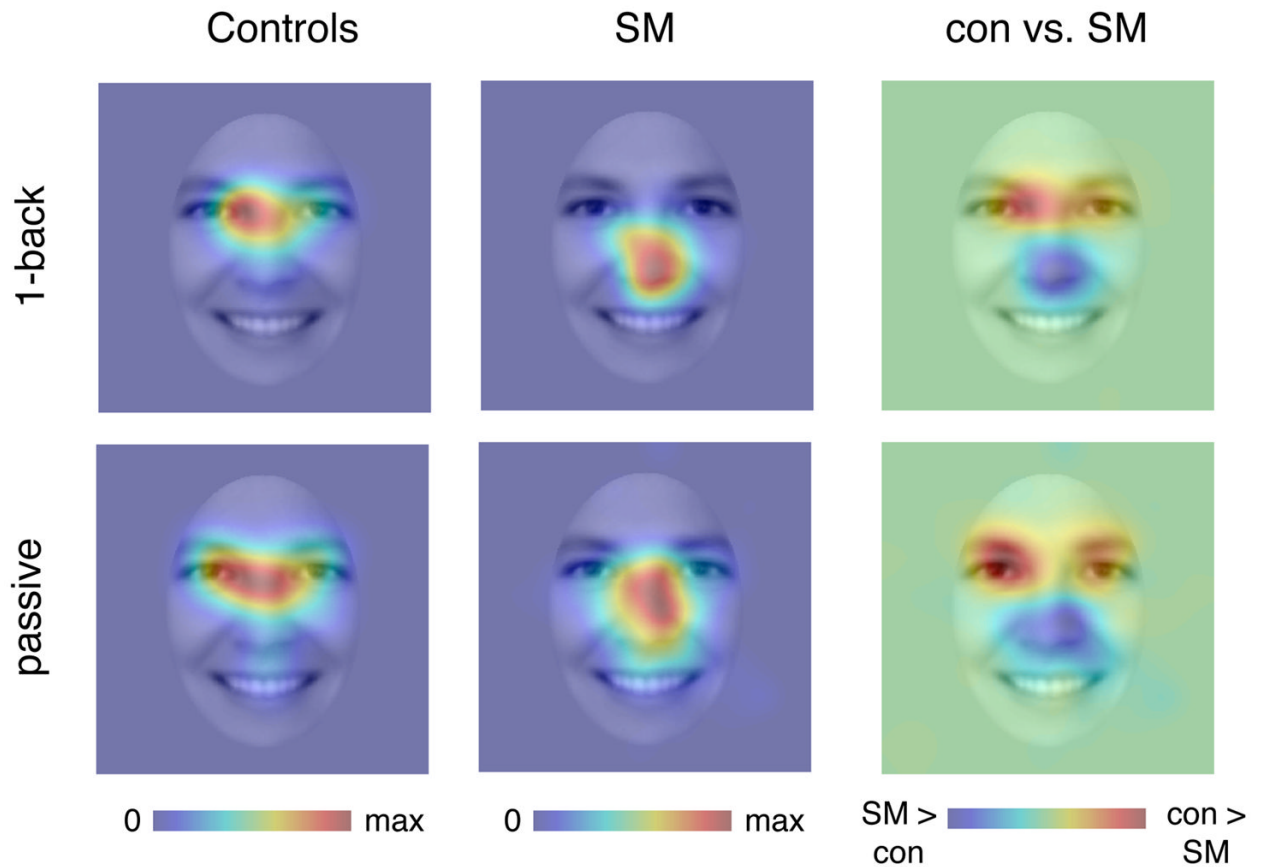 Controls
SM
con vs. SM
1-back
passive
0
max
0
max
SM >
con
con >
SM